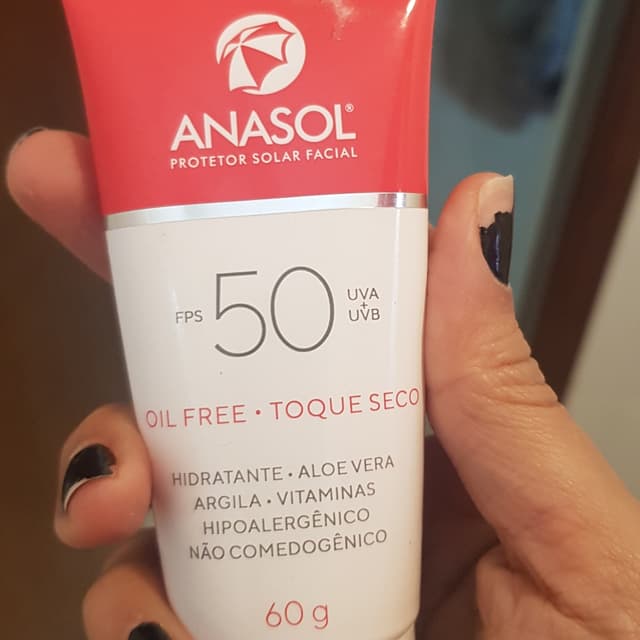 ANASOL®
PROTETOR SOLAR FACIAL
FPS 50 UVA + UVB
OIL FREE • TOQUE SECO
HIDRATANTE • ALOE VERA
ARGILA • VITAMINAS
HIPOALERGÊNICO
NÃO COMEDOGÊNICO
60 g